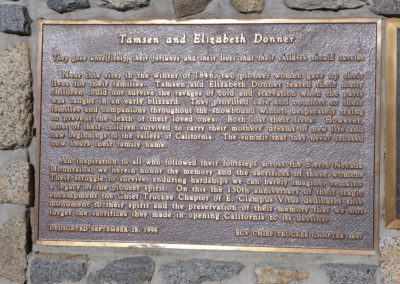 Tamsen and Elizabeth Donner
They gave unselfishly, their fortunes and their lives that their children should survive
Near this site, in the winter of 1846, two pioneer women gave up their
lives for their families. Tamsen and Elizabeth Donner feared their many
children could not survive the ravages of cold and starvation when the party
was caught in an early blizzard. They provided care and comfort to their
families and companions throughout the snowbound winter, desperately trying
to prevent the death of their loved ones. Both lost their lives. However,
most of their children survived to carry their mothers' dreams of new life and
new beginnings to the valleys of California. The summit that they never crossed
now bears their family name.
An inspiration to all who followed their footsteps across the Sierra Nevada
Mountains, we herein honor the memory and the sacrifices of these women.
Their struggle to survive, enduring hardships we can barely imagine, remains
a legacy of the pioneer spirit. On this the 150th anniversary of their tragic
encampment the Chief Truckee Chapter of E Clampus Vitus dedicates this
monument to their spirit and the preservation of their memory that we not
forget the sacrifices they made in opening California to its destiny.
DEDICATED SEPTEMBER 28, 1996 ECV CHIEF TRUCKEE CHAPTER 3691